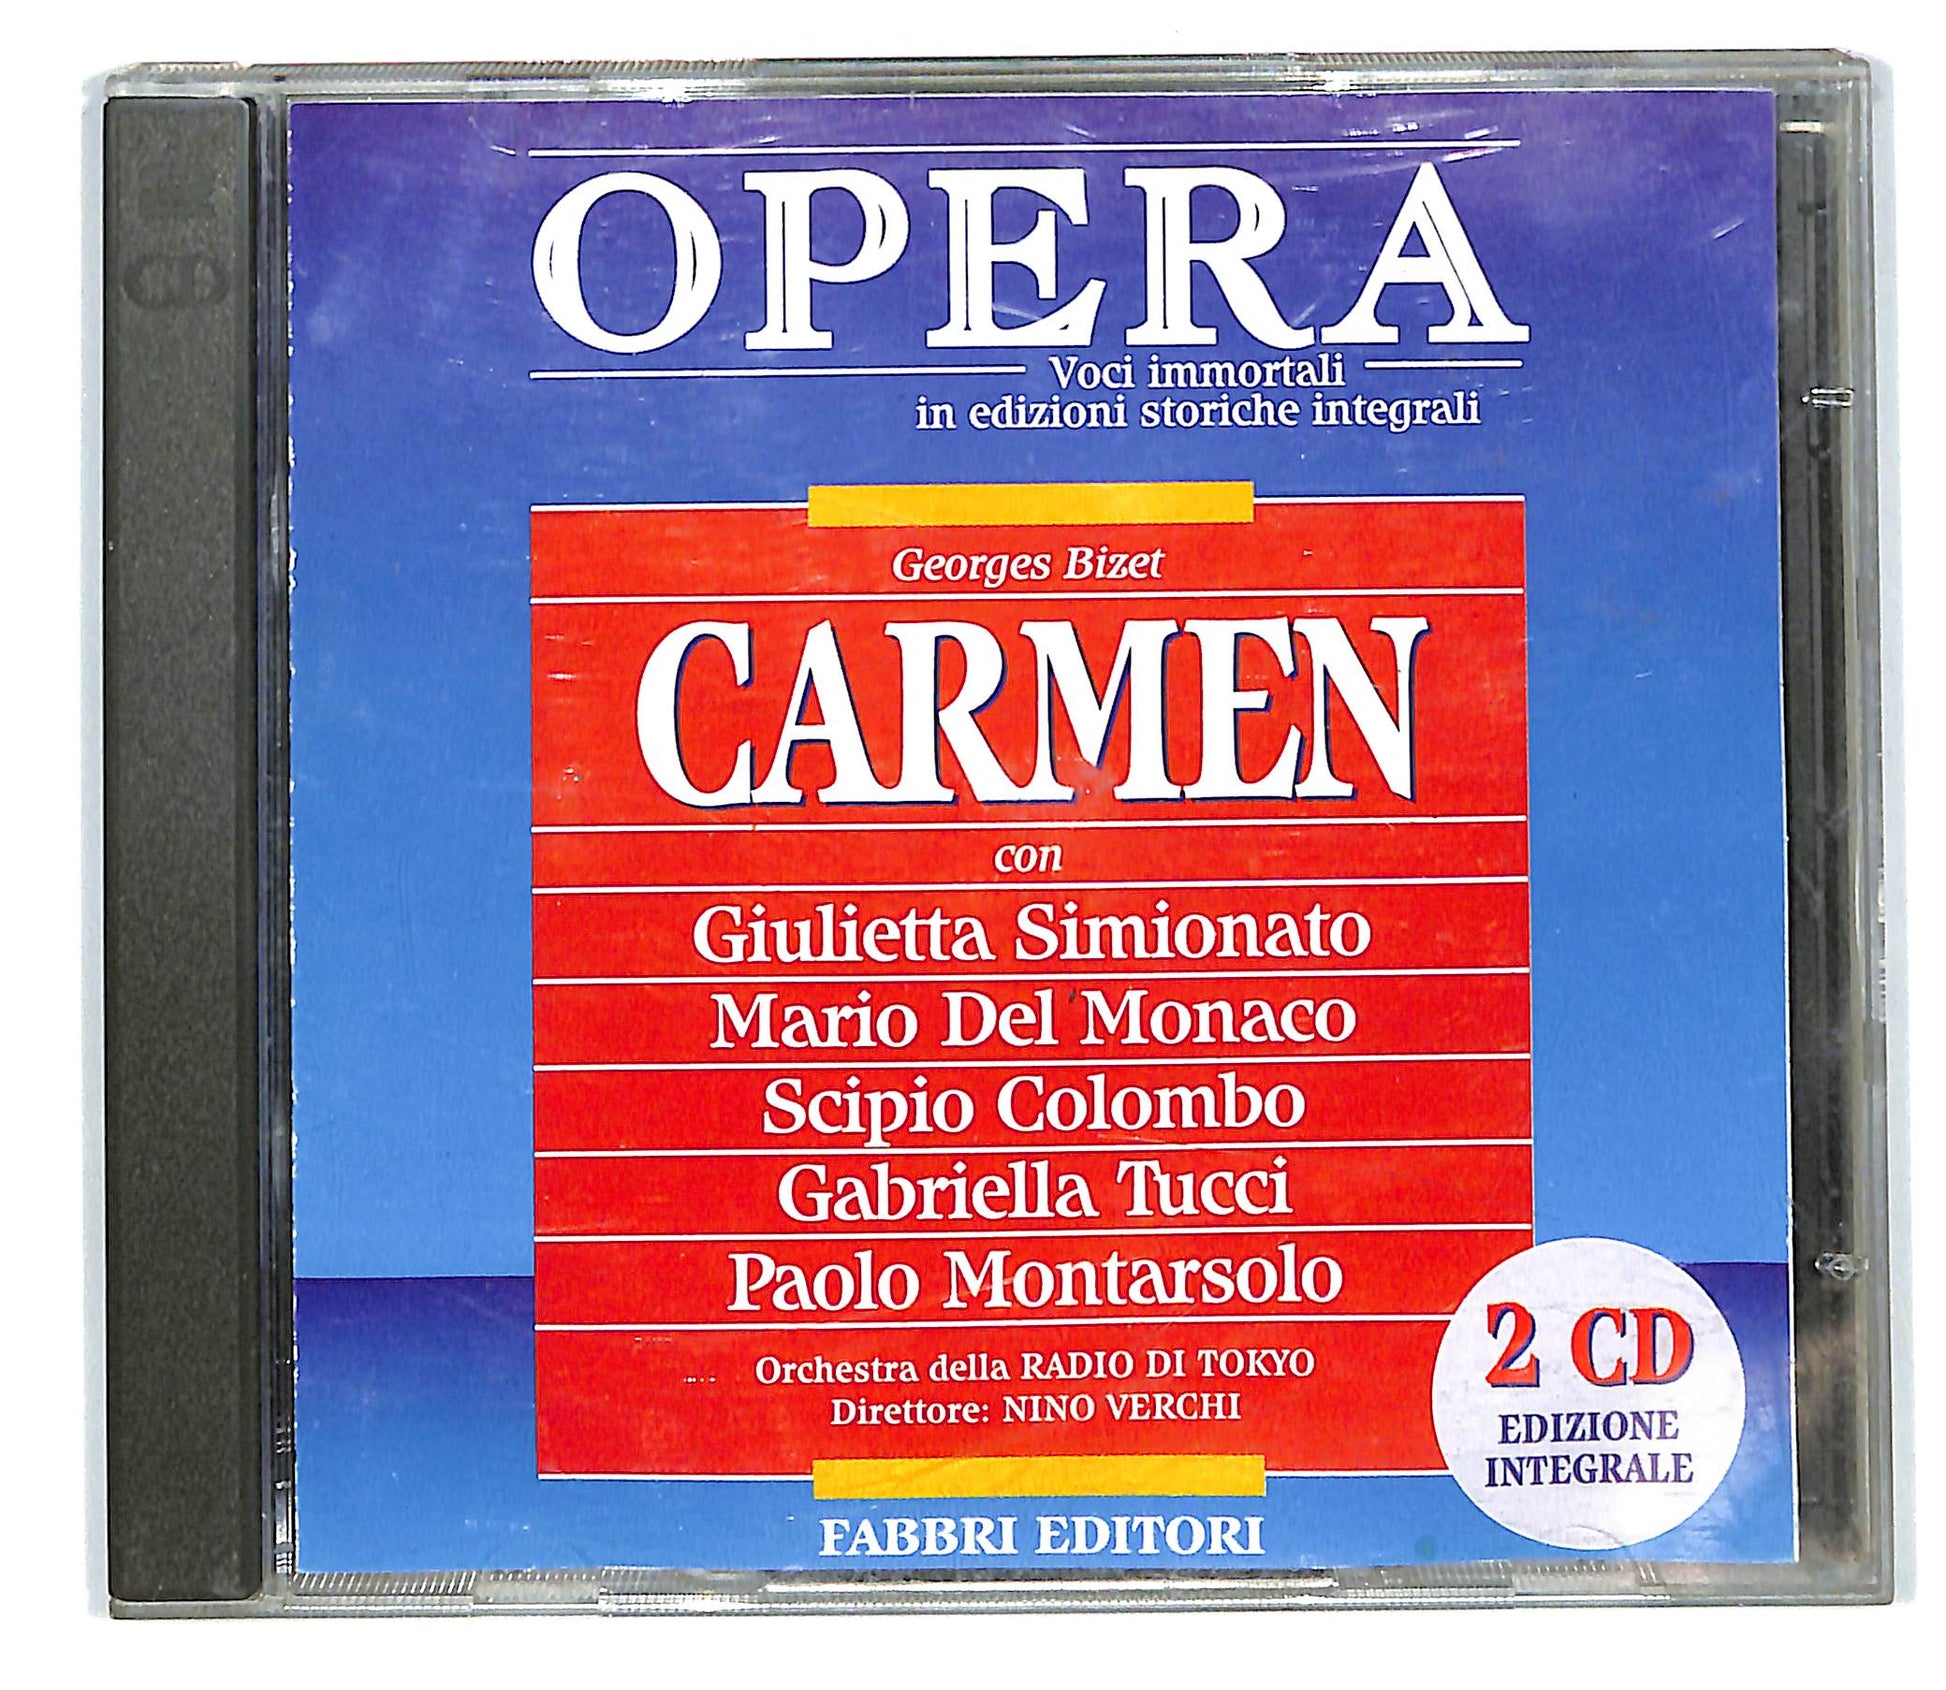 OPERA
Voci immortali
in edizioni storiche integrali
Georges Bizet
CARMEN
con
Giulietta Simionato
Mario Del Monaco
Scipio Colombo
Gabriella Tucci
Paolo Montarsolo
Orchestra della RADIO DI TOKYO
Direttore: NINO VERCHI
2 CD
EDIZIONE
INTEGRALE
FABBRI EDITORI